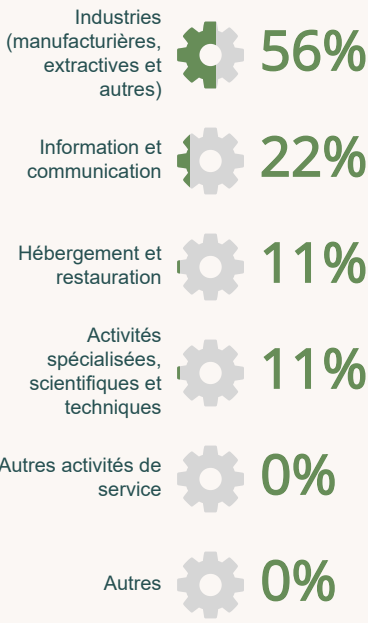 Industries
(manufacturières,
extractives et
autres)
56%
Information et
communication
22%
Hébergement et
restauration
11%
Activités
spécialisées,
scientifiques et
techniques
11%
Autres activités de
service
0%
Autres
0%